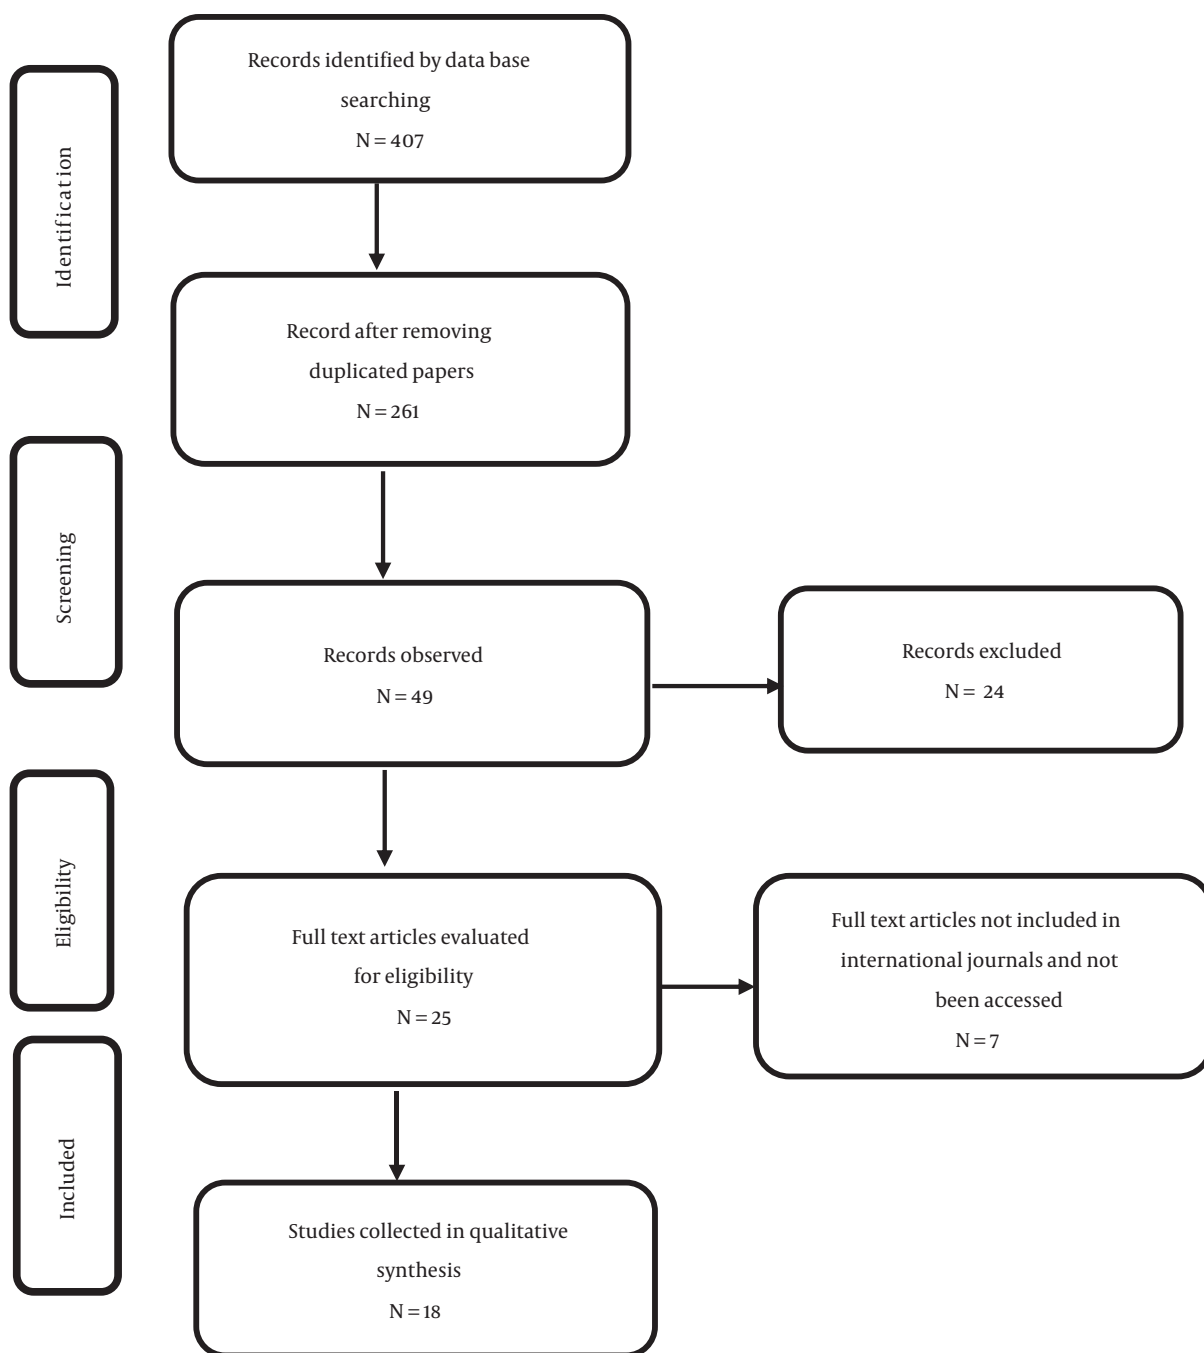 Identification
Records identified by data base
searching
N = 407
Record after removing
duplicated papers
N = 261
Screening
Records observed
N = 49
Records excluded
N = 24
Eligibility
Full text articles evaluated
for eligibility
N = 25
Full text articles not included in
international journals and not
been accessed
N = 7
Included
Studies collected in qualitative
synthesis
N = 18